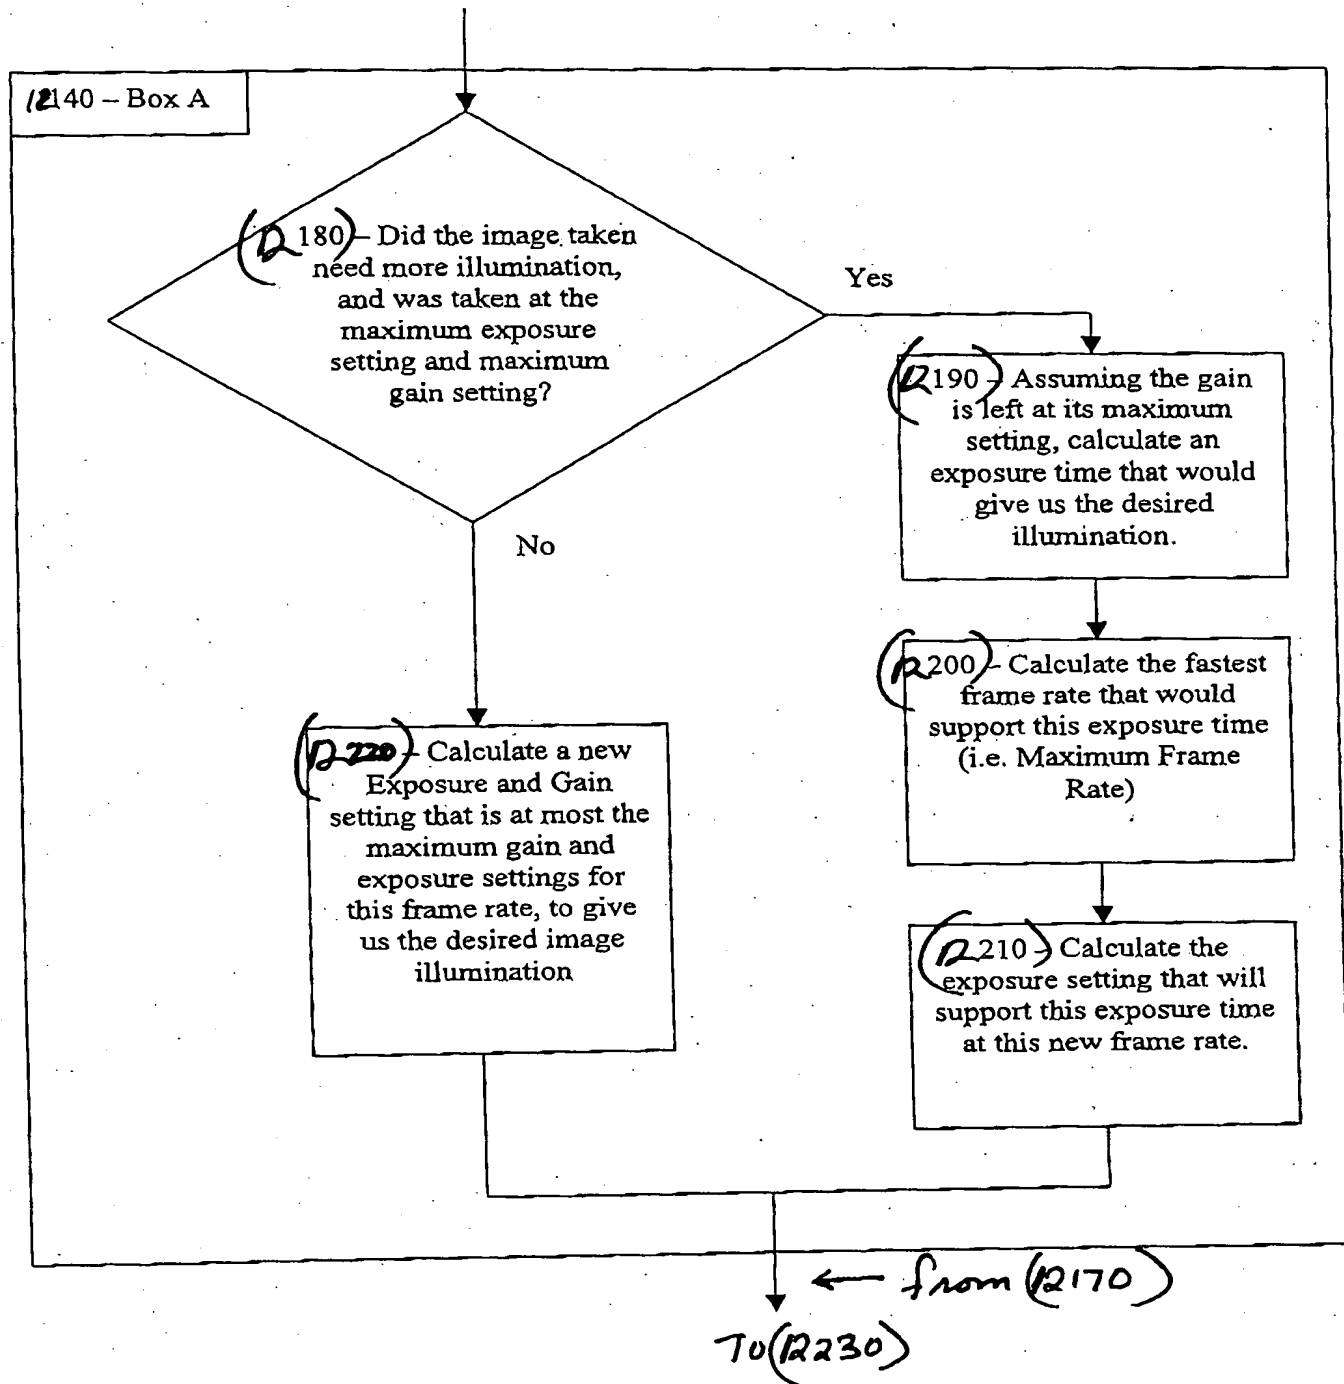 12140 – Box A
(12180) – Did the image taken
need more illumination,
and was taken at the
maximum exposure
setting and maximum
gain setting?
Yes
(12190) – Assuming the gain
is left at its maximum
setting, calculate an
exposure time that would
give us the desired
illumination.
No
(12200) – Calculate the fastest
frame rate that would
support this exposure time
(i.e. Maximum Frame
Rate)
(12220) – Calculate a new
Exposure and Gain
setting that is at most the
maximum gain and
exposure settings for
this frame rate, to give
us the desired image
illumination
(12210) – Calculate the
exposure setting that will
support this exposure time
at this new frame rate.
← from (12170)
To (12230)